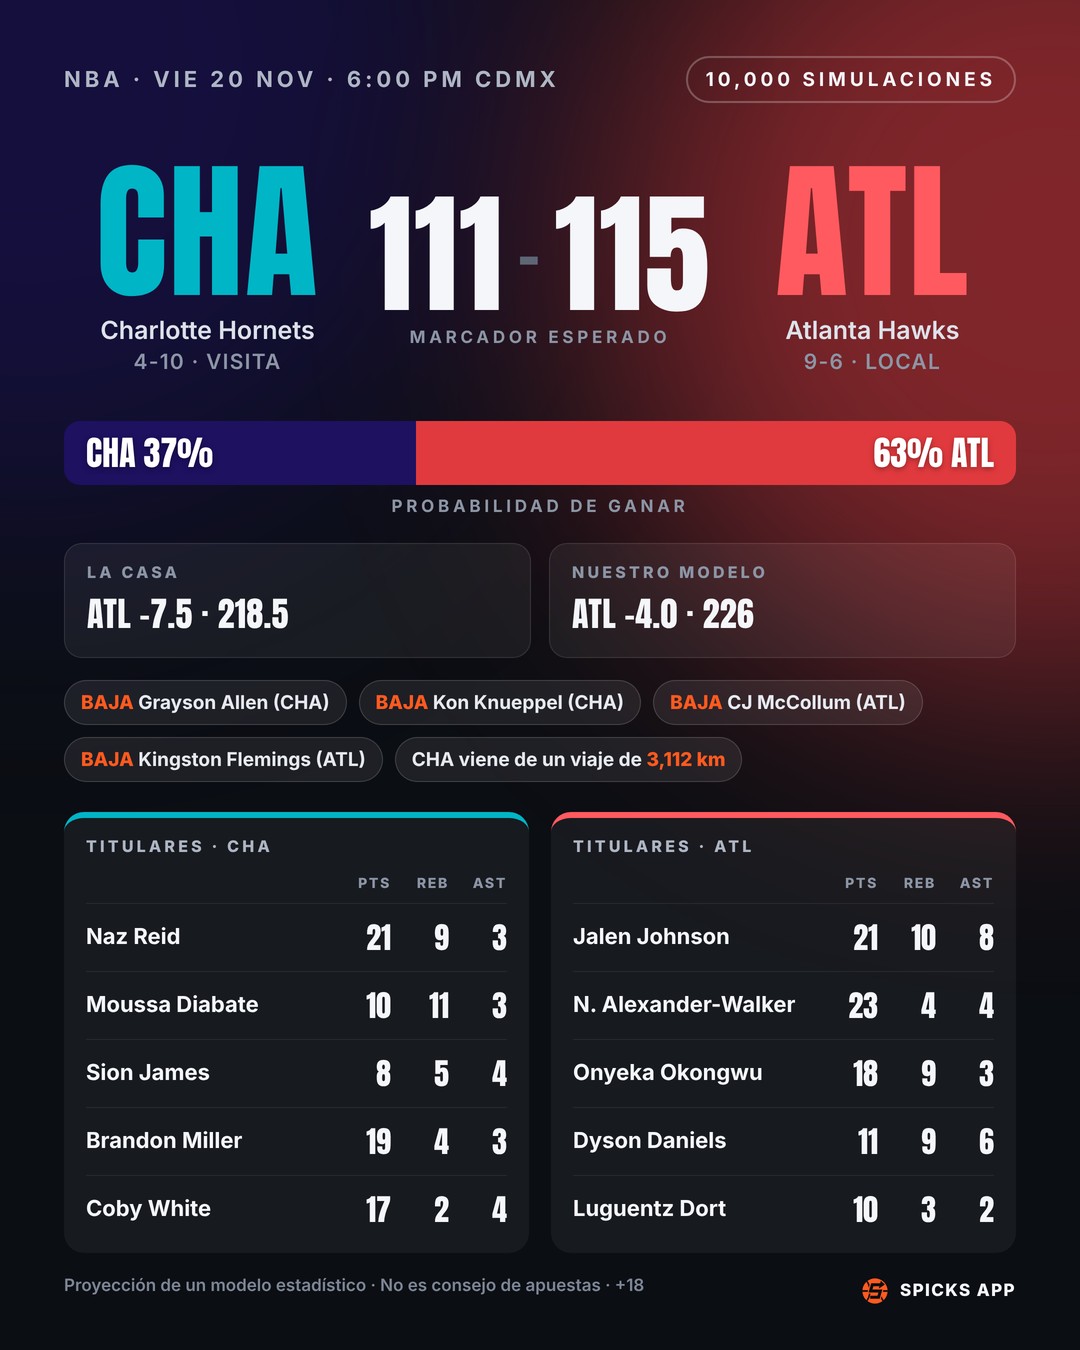 NBA · VIE 20 NOV · 6:00 PM CDMX
10,000 SIMULACIONES
CHA
111 - 115
ATL
Charlotte Hornets
4-10 · VISITA
MARCADOR ESPERADO
Atlanta Hawks
9-6 · LOCAL
CHA 37%
63% ATL
PROBABILIDAD DE GANAR
LA CASA
ATL -7.5 · 218.5
NUESTRO MODELO
ATL -4.0 · 226
BAJA Grayson Allen (CHA)
BAJA Kon Knueppel (CHA)
BAJA CJ McCollum (ATL)
BAJA Kingston Flemings (ATL)
CHA viene de un viaje de 3,112 km
TITULARES · CHA
PTS REB AST
Naz Reid 21 9 3
Moussa Diabate 10 11 3
Sion James 8 5 4
Brandon Miller 19 4 3
Coby White 17 2 4
TITULARES · ATL
PTS REB AST
Jalen Johnson 21 10 8
N. Alexander-Walker 23 4 4
Onyeka Okongwu 18 9 3
Dyson Daniels 11 9 6
Luguentz Dort 10 3 2
Proyección de un modelo estadístico · No es consejo de apuestas · +18
SPICKS APP